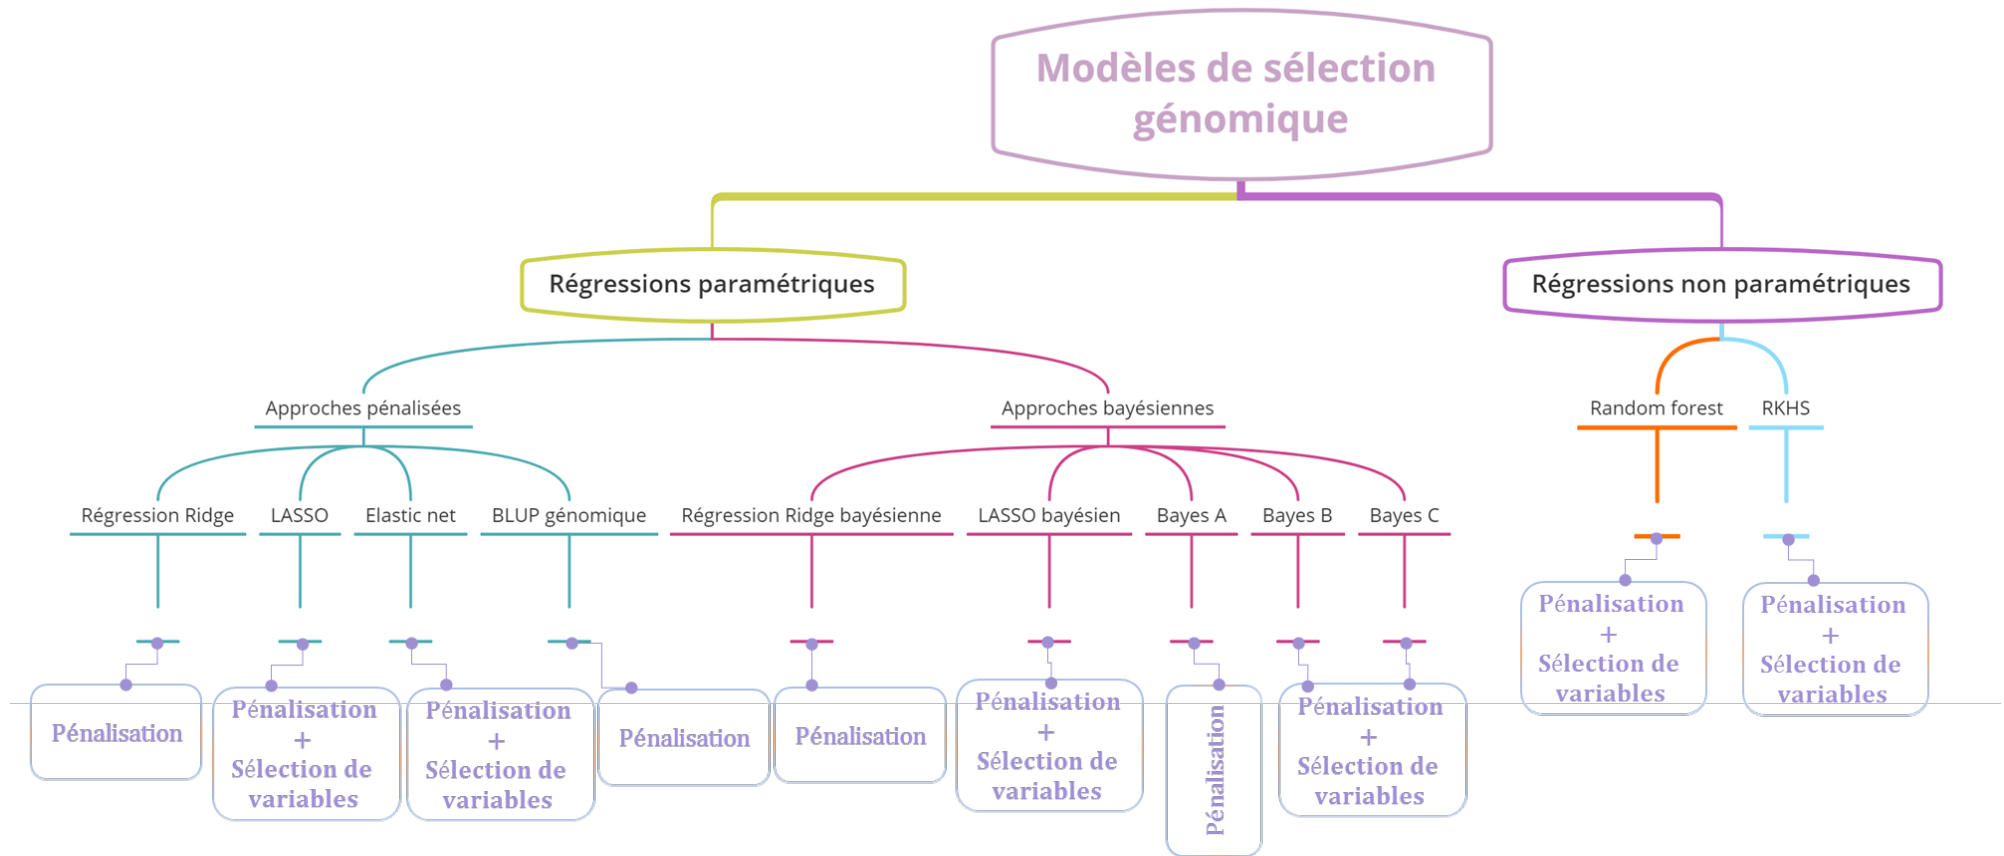 Modèles de sélection
génomique
Régressions paramétriques
Régressions non paramétriques
Approches pénalisées
Approches bayésiennes
Random forest
RKHS
Régression Ridge
LASSO
Elastic net
BLUP génomique
Régression Ridge bayésienne
LASSO bayésien
Bayes A
Bayes B
Bayes C
Pénalisation
Pénalisation
+
Sélection de
variables
Pénalisation
+
Sélection de
variables
Pénalisation
Pénalisation
Pénalisation
+
Sélection de
variables
Pénalisation
Pénalisation
+
Sélection de
variables
Pénalisation
+
Sélection de
variables
Pénalisation
+
Sélection de
variables